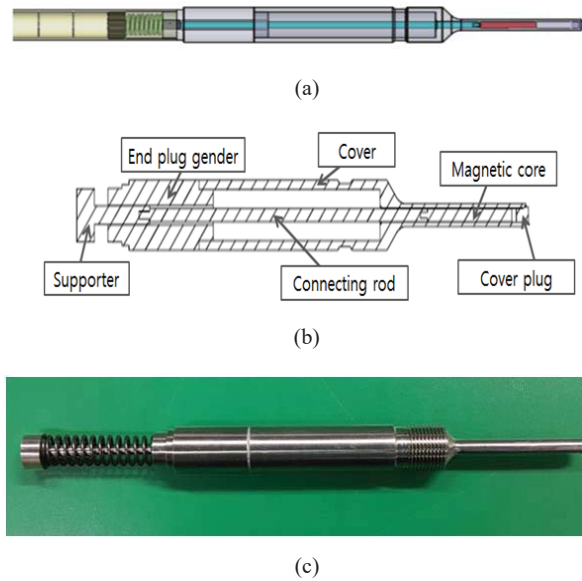 (a)
End plug gender
Cover
Magnetic core
Supporter
Connecting rod
Cover plug
(b)
(c)